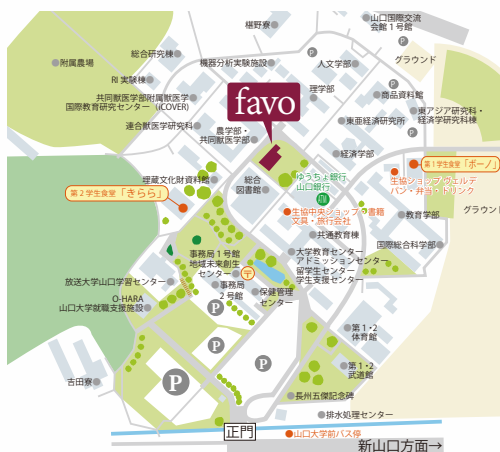 椹野寮
山口国際交流
会館1号館
P
グラウンド
総合研究棟
附属農場
機器分析実験施設
人文学部
P
RI 実験棟
理学部
商品資料館
P
共同獣医学部附属獣医学
国際教育研究センター（iCOVER）
favo
東アジア研究科・
経済学研究科棟
連合獣医学研究科
農学部・
共同獣医学部
東亜経済研究所
P
経済学部
第1学生食堂「ボーノ」
埋蔵文化財資料館
総合
図書館
ゆうちょ銀行
山口銀行
生協ショップ ヴェルデ
パン・弁当・ドリンク
第2学生食堂「きらら」
ATM
生協中央ショップ・書籍
文具・旅行会社
教育学部
グラウンド
共通教育棟
国際総合科学部
事務局1号館
地域未来創生
センター
大学教育センター
アドミッションセンター
留学生センター
学生支援センター
〒
放送大学山口学習センター
事務局
2号館
保健管理
センター
O-HARA
山口大学就職支援施設
P
P
P
P
第1・2
体育館
第1・2
武道館
吉田寮
長州五傑記念碑
排水処理センター
正門
山口大学前バス停
新山口方面→